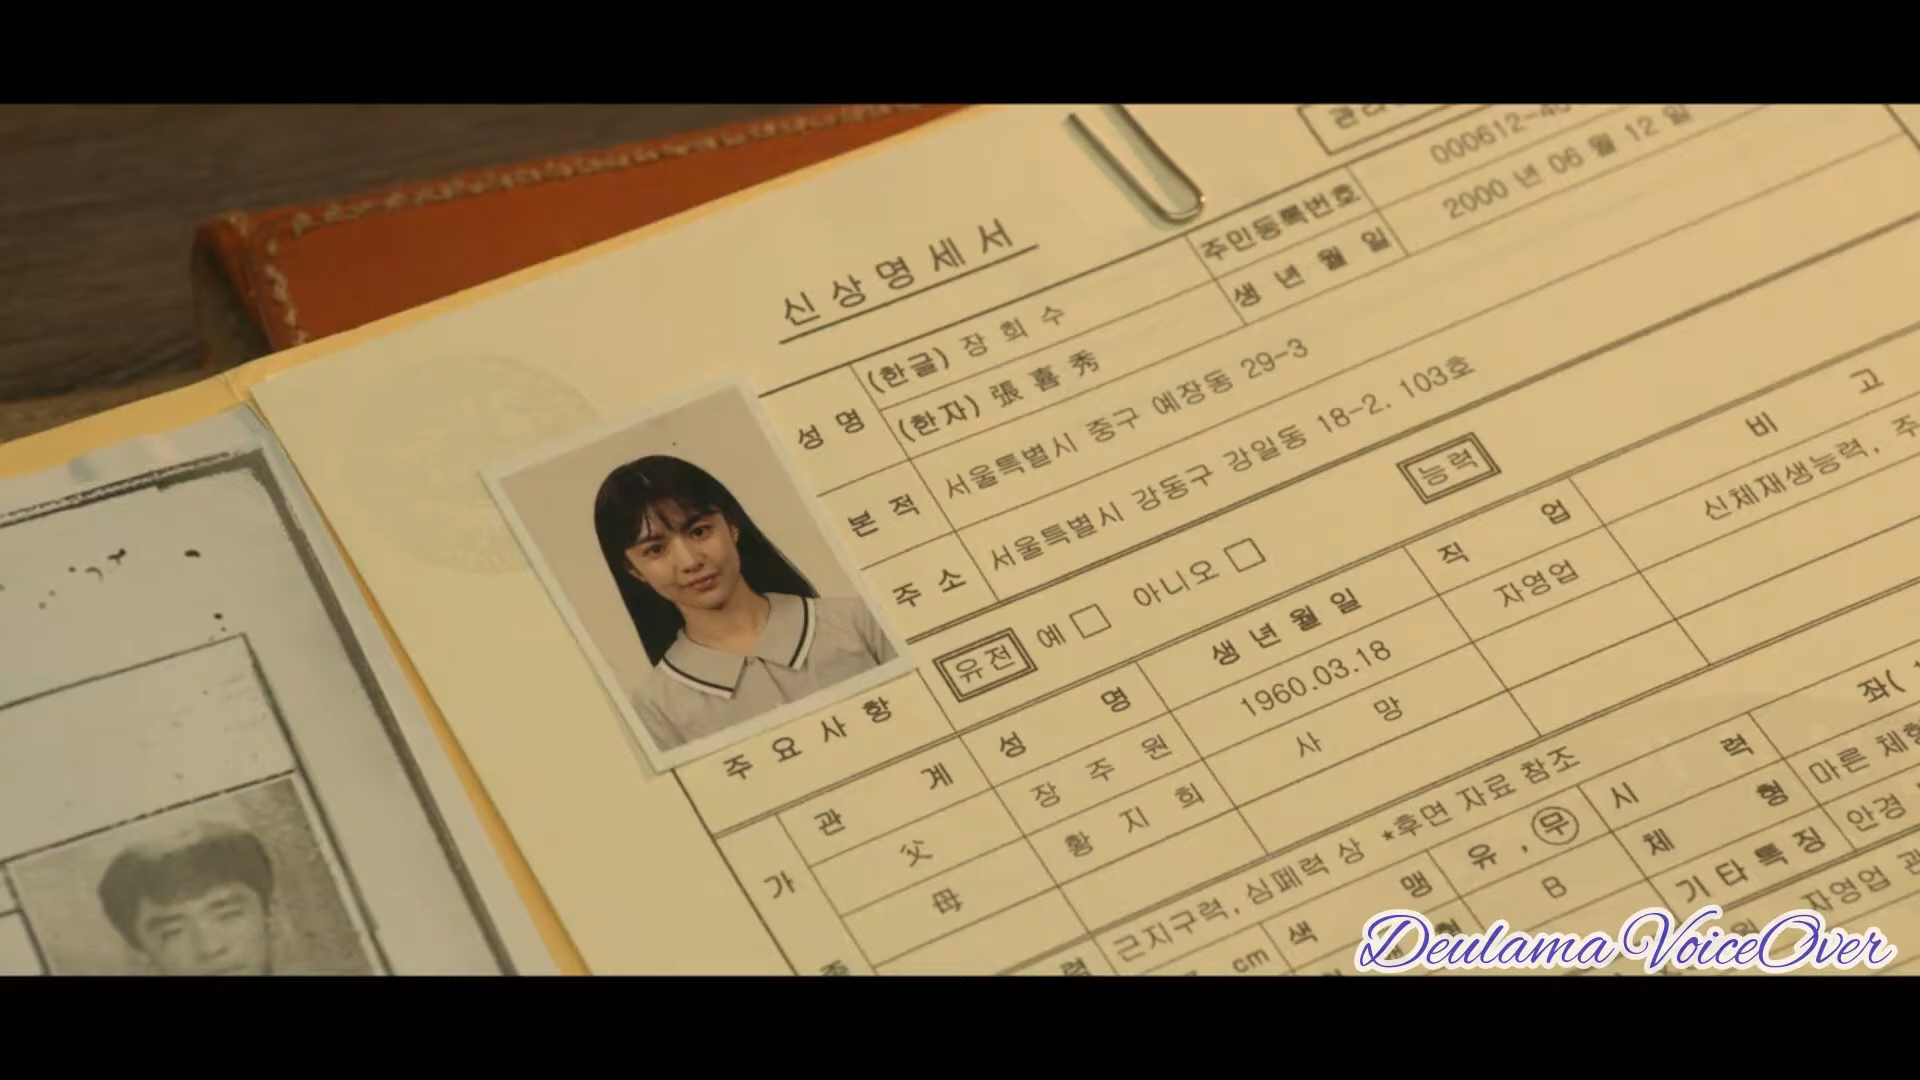 신상명세서
주민등록번호 000612-4
생년월일 2000 년 06 월 12 일
성명 (한글) 장희수
(한자) 張喜秀
본적 서울특별시 중구 예장동 29-3
주소 서울특별시 강동구 강일동 18-2. 103호
주요사항 유전 예 □ 아니오 □ 능력
관계 성명 생년월일 직업 비고
가
父 장주원 1960.03.18 자영업 신체재생능력, 주
母 황지희 사망
근지구력, 심폐력 상 *후면 자료 참조
색맹 유, 무 시력 좌(
cm B 체형 마른 체형
기타특징 안경
자영업
Deulama VoiceOver